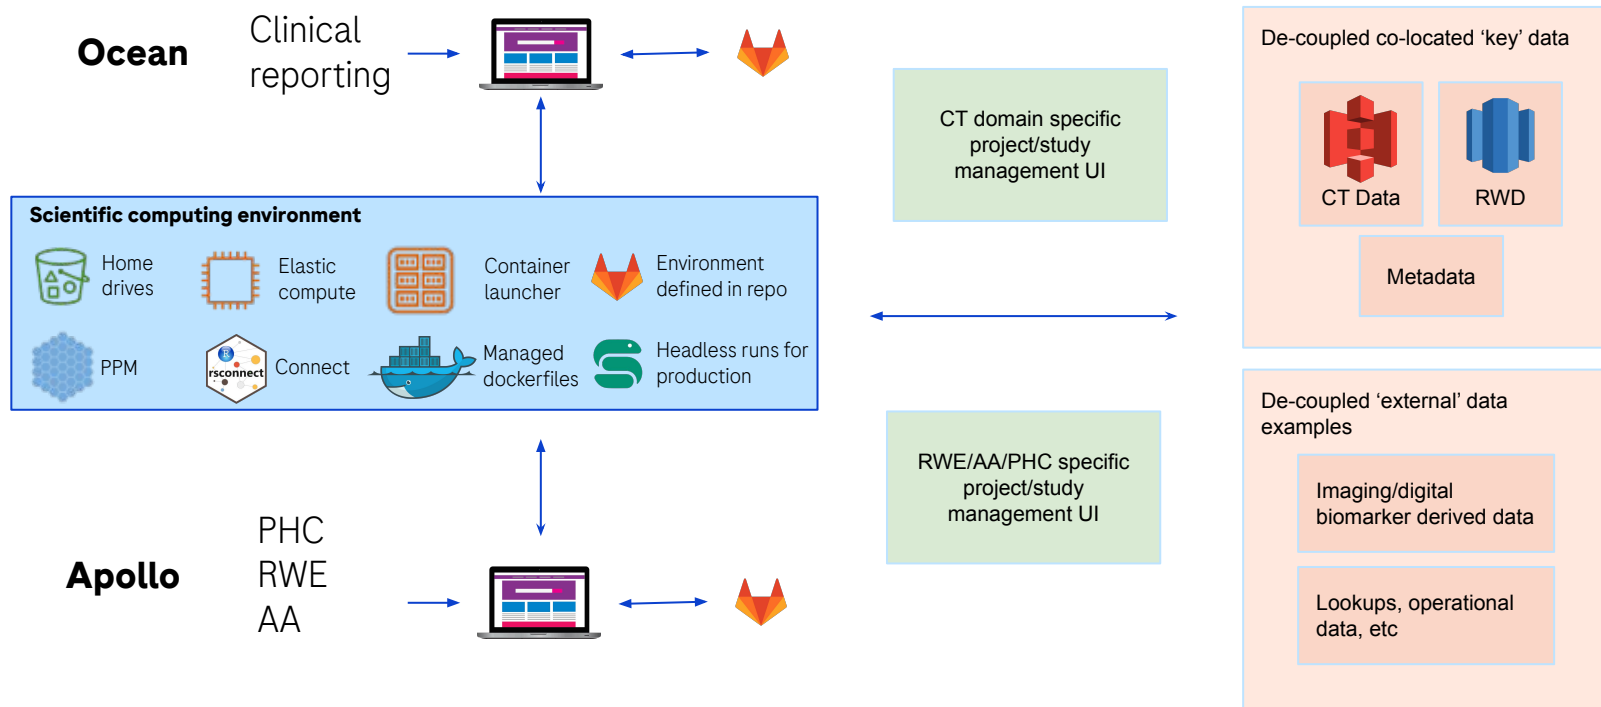 Ocean
Clinical
reporting
Scientific computing environment
Home
drives
Elastic
compute
Container
launcher
Environment
defined in repo
PPM
R
rsconnect
Connect
Managed
dockerfiles
Headless runs for
production
Apollo
PHC
RWE
AA
CT domain specific
project/study
management UI
RWE/AA/PHC specific
project/study
management UI
De-coupled co-located ‘key’ data
CT Data
RWD
Metadata
De-coupled ‘external’ data
examples
Imaging/digital
biomarker derived data
Lookups, operational
data, etc